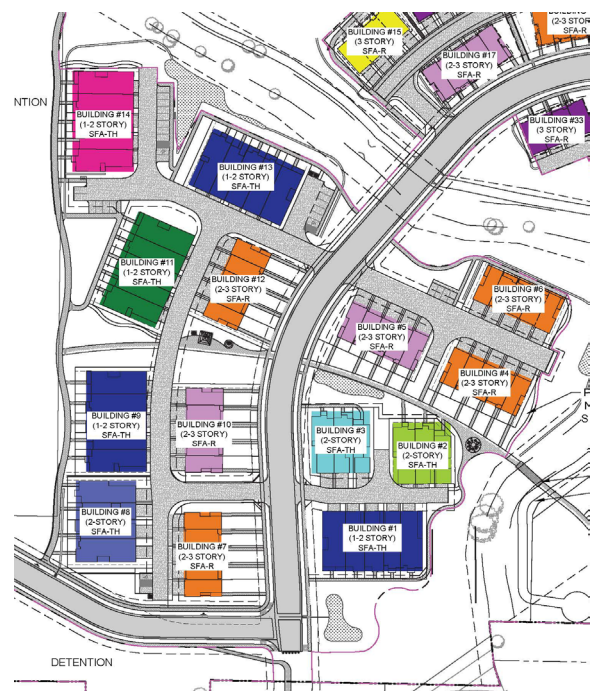 BUILDING #15
(3 STORY)
SFA-R
BUILDING
(2-3 STORY)
SFA-R
BUILDING #17
(2-3 STORY)
SFA-R
NTION
BUILDING #14
(1-2 STORY)
SFA-TH
BUILDING #33
(3 STORY)
SFA-R
BUILDING #13
(1-2 STORY)
SFA-TH
BUILDING #11
(1-2 STORY)
SFA-TH
BUILDING #12
(2-3 STORY)
SFA-R
BUILDING #6
(2-3 STORY)
SFA-R
BUILDING #5
(2-3 STORY)
SFA-R
BUILDING #4
(2-3 STORY)
SFA-R
P
M
S
BUILDING #9
(1-2 STORY)
SFA-TH
BUILDING #10
(2-3 STORY)
SFA-R
BUILDING #3
(2-STORY)
SFA-TH
BUILDING #2
(2-STORY)
SFA-TH
BUILDING #8
(2-STORY)
SFA-TH
BUILDING #7
(2-3 STORY)
SFA-R
BUILDING #1
(1-2 STORY)
SFA-TH
DETENTION